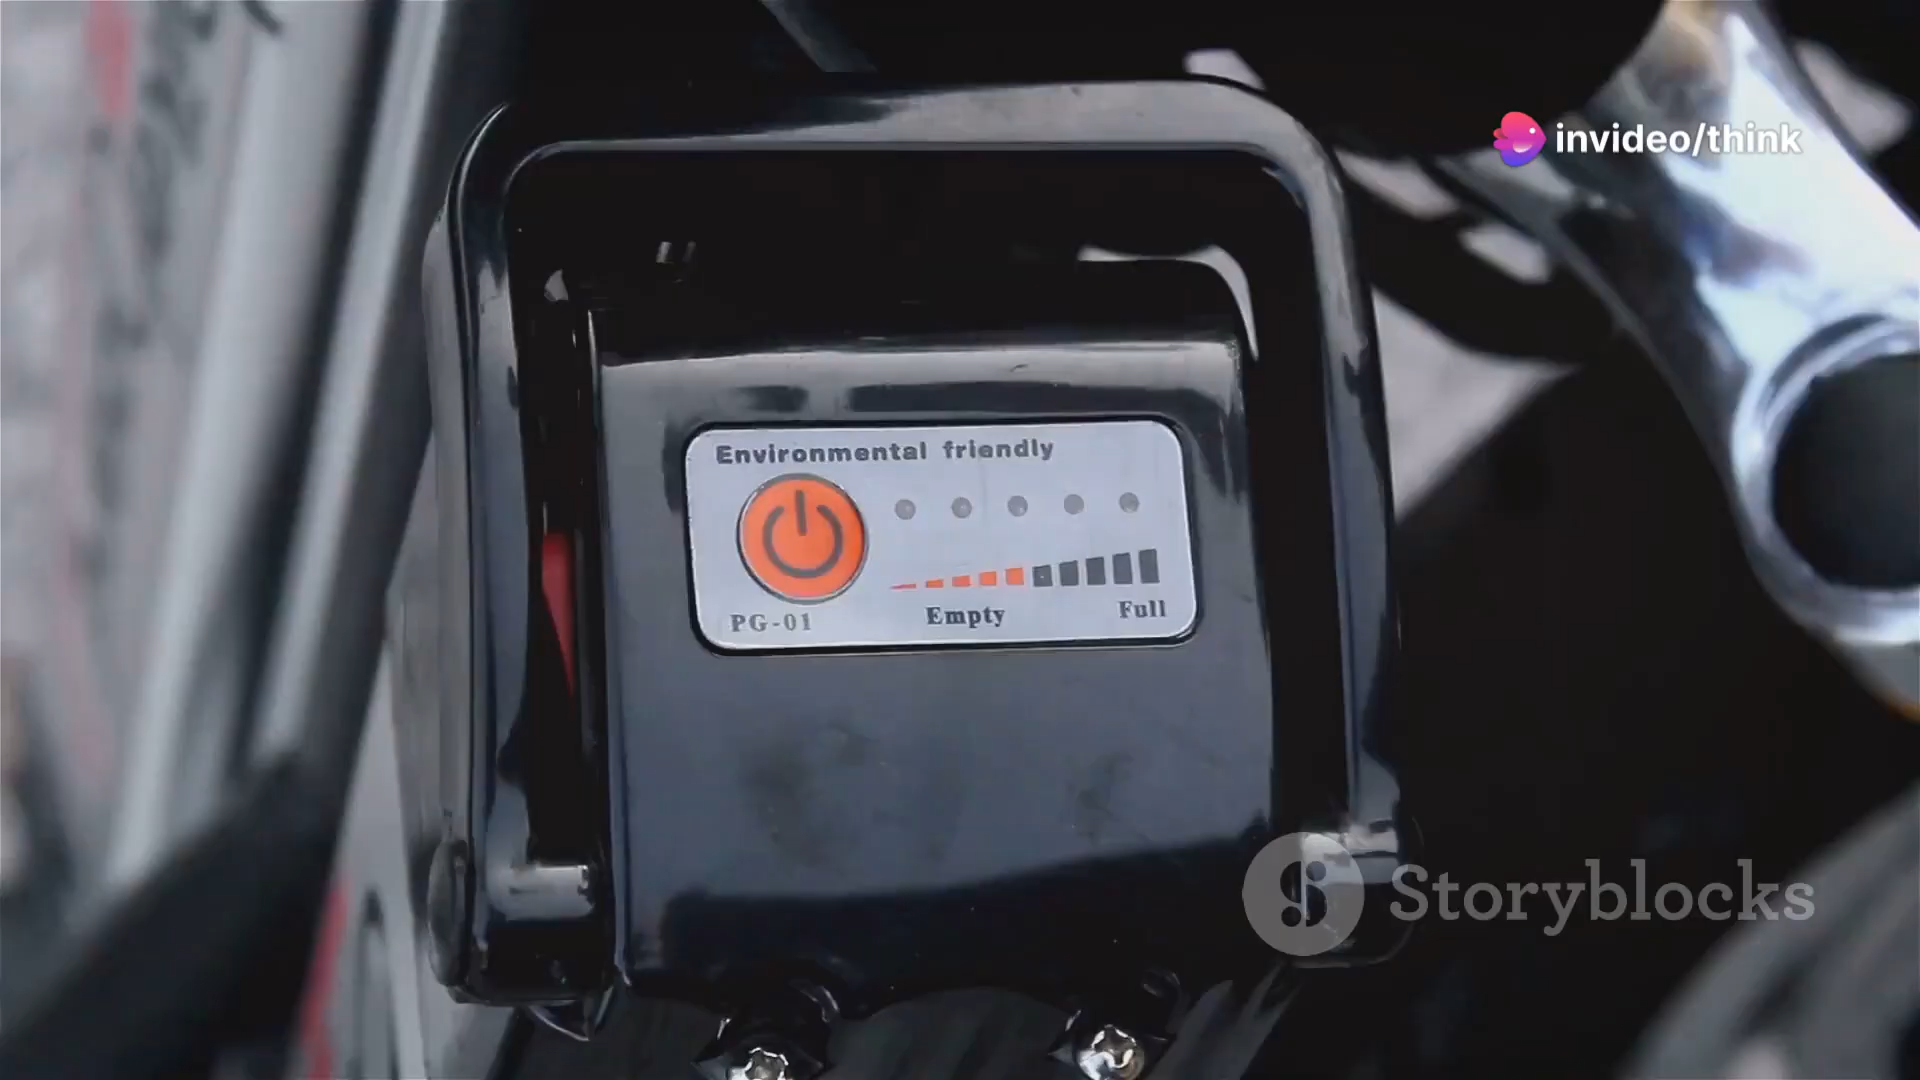 invideo/think
Environmental friendly
PG-01
Empty
Full
Storyblocks